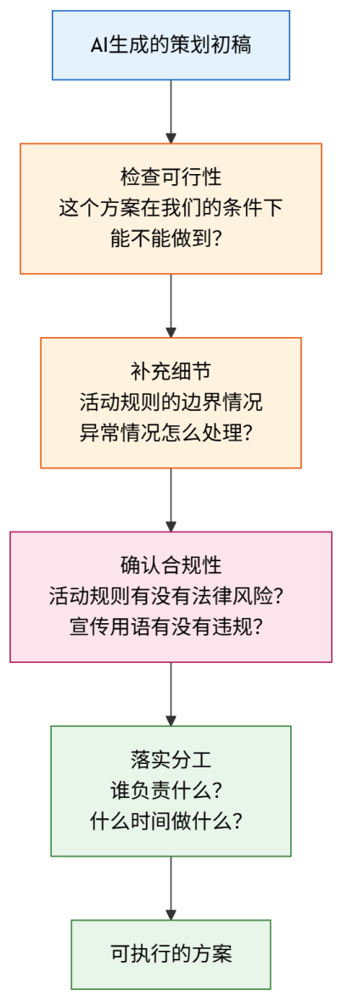 AI生成的策划初稿
检查可行性
这个方案在我们的条件下
能不能做到？
补充细节
活动规则的边界情况
异常情况怎么处理？
确认合规性
活动规则有没有法律风险？
宣传用语有没有违规？
落实分工
谁负责什么？
什么时间做什么？
可执行的方案